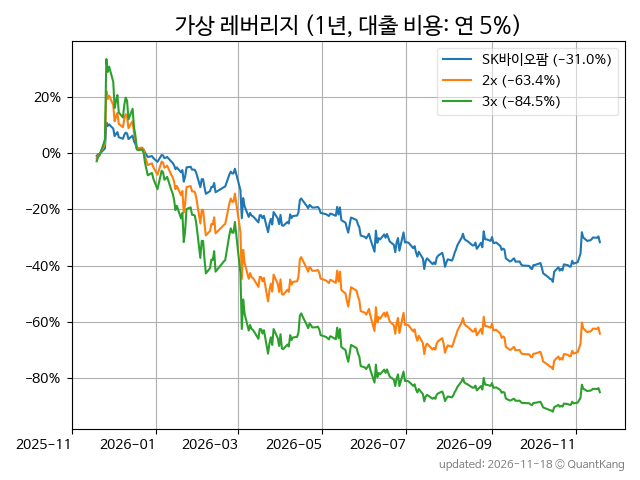 가상 레버리지 (1년, 대출 비용: 연 5%)
SK바이오팜 (−31.0%)
2x (−63.4%)
3x (−84.5%)
20%
0%
−20%
−40%
−60%
−80%
2025−11 2026−01 2026−03 2026−05 2026−07 2026−09 2026−11
updated: 2026-11-18 © QuantKang